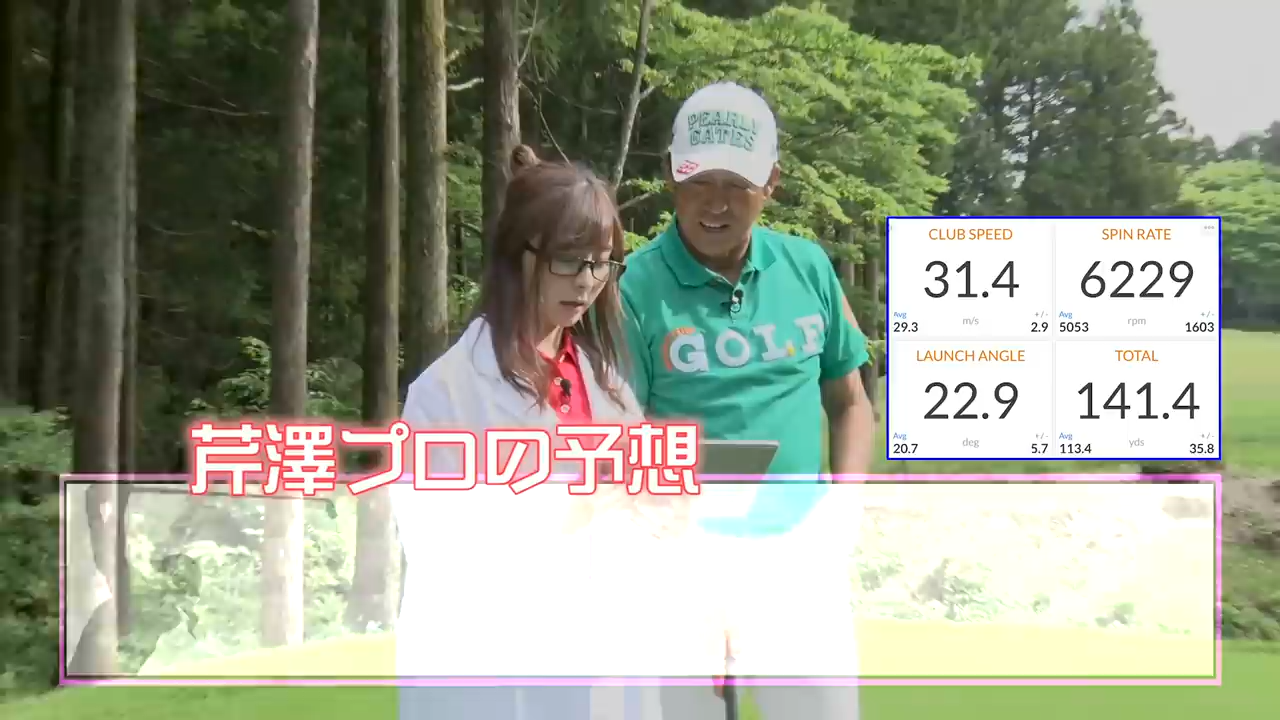 PEARLY
GATES
GOLF
CLUB SPEED
31.4
m/s
Avg
29.3
+/-
2.9
SPIN RATE
6229
rpm
Avg
5053
+/-
1603
LAUNCH ANGLE
22.9
deg
Avg
20.7
+/-
5.7
TOTAL
141.4
yds
Avg
113.4
+/-
35.8
芹澤プロの予想